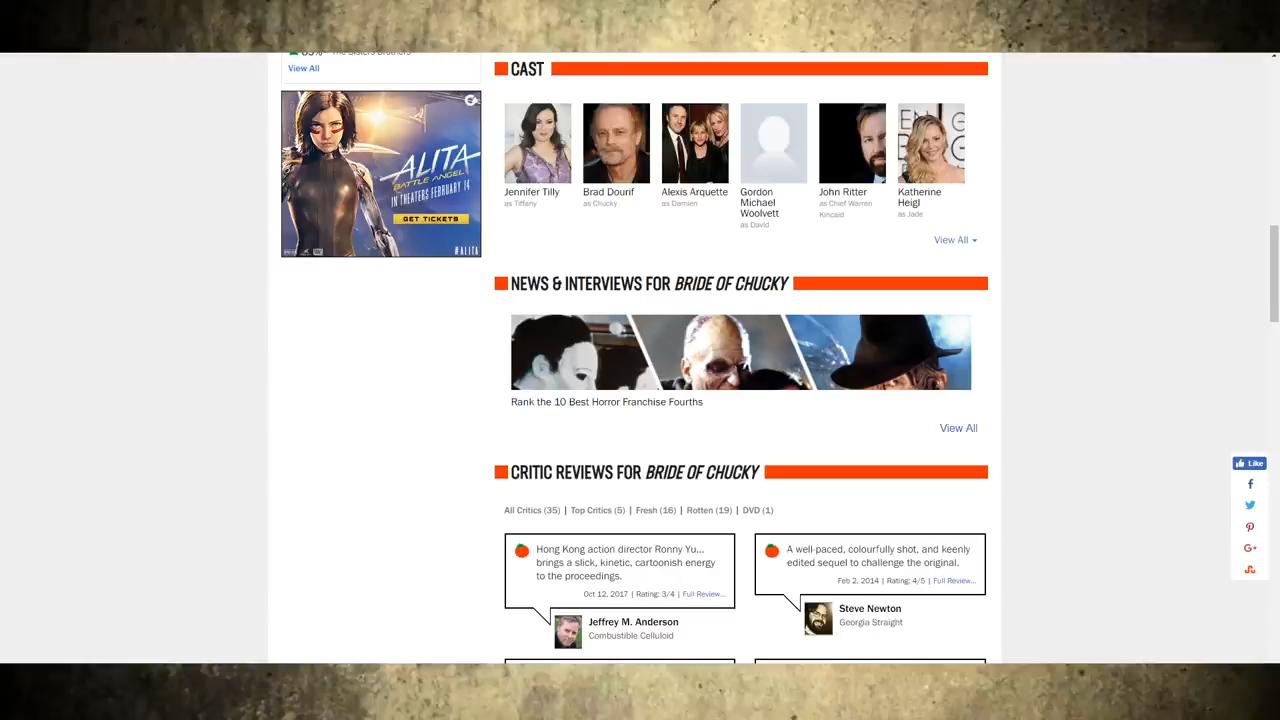 85% The Sisters Brothers
View All
ALITA
BATTLE ANGEL
IN THEATERS FEBRUARY 14
GET TICKETS
#ALITA
CAST
Jennifer Tilly
as Tiffany
Brad Dourif
as Chucky
Alexis Arquette
as Damien
Gordon
Michael
Woolvett
as David
John Ritter
as Chief Warren
Kincaid
Katherine
Heigl
as Jade
View All
NEWS & INTERVIEWS FOR BRIDE OF CHUCKY
Rank the 10 Best Horror Franchise Fourths
View All
CRITIC REVIEWS FOR BRIDE OF CHUCKY
All Critics (35) | Top Critics (5) | Fresh (16) | Rotten (19) | DVD (1)
Hong Kong action director Ronny Yu...
brings a slick, kinetic, cartoonish energy
to the proceedings.
Oct 12, 2017 | Rating: 3/4 | Full Review...
Jeffrey M. Anderson
Combustible Celluloid
A well-paced, colourfully shot, and keenly
edited sequel to challenge the original.
Feb 2, 2014 | Rating: 4/5 | Full Review...
Steve Newton
Georgia Straight
Like
G+